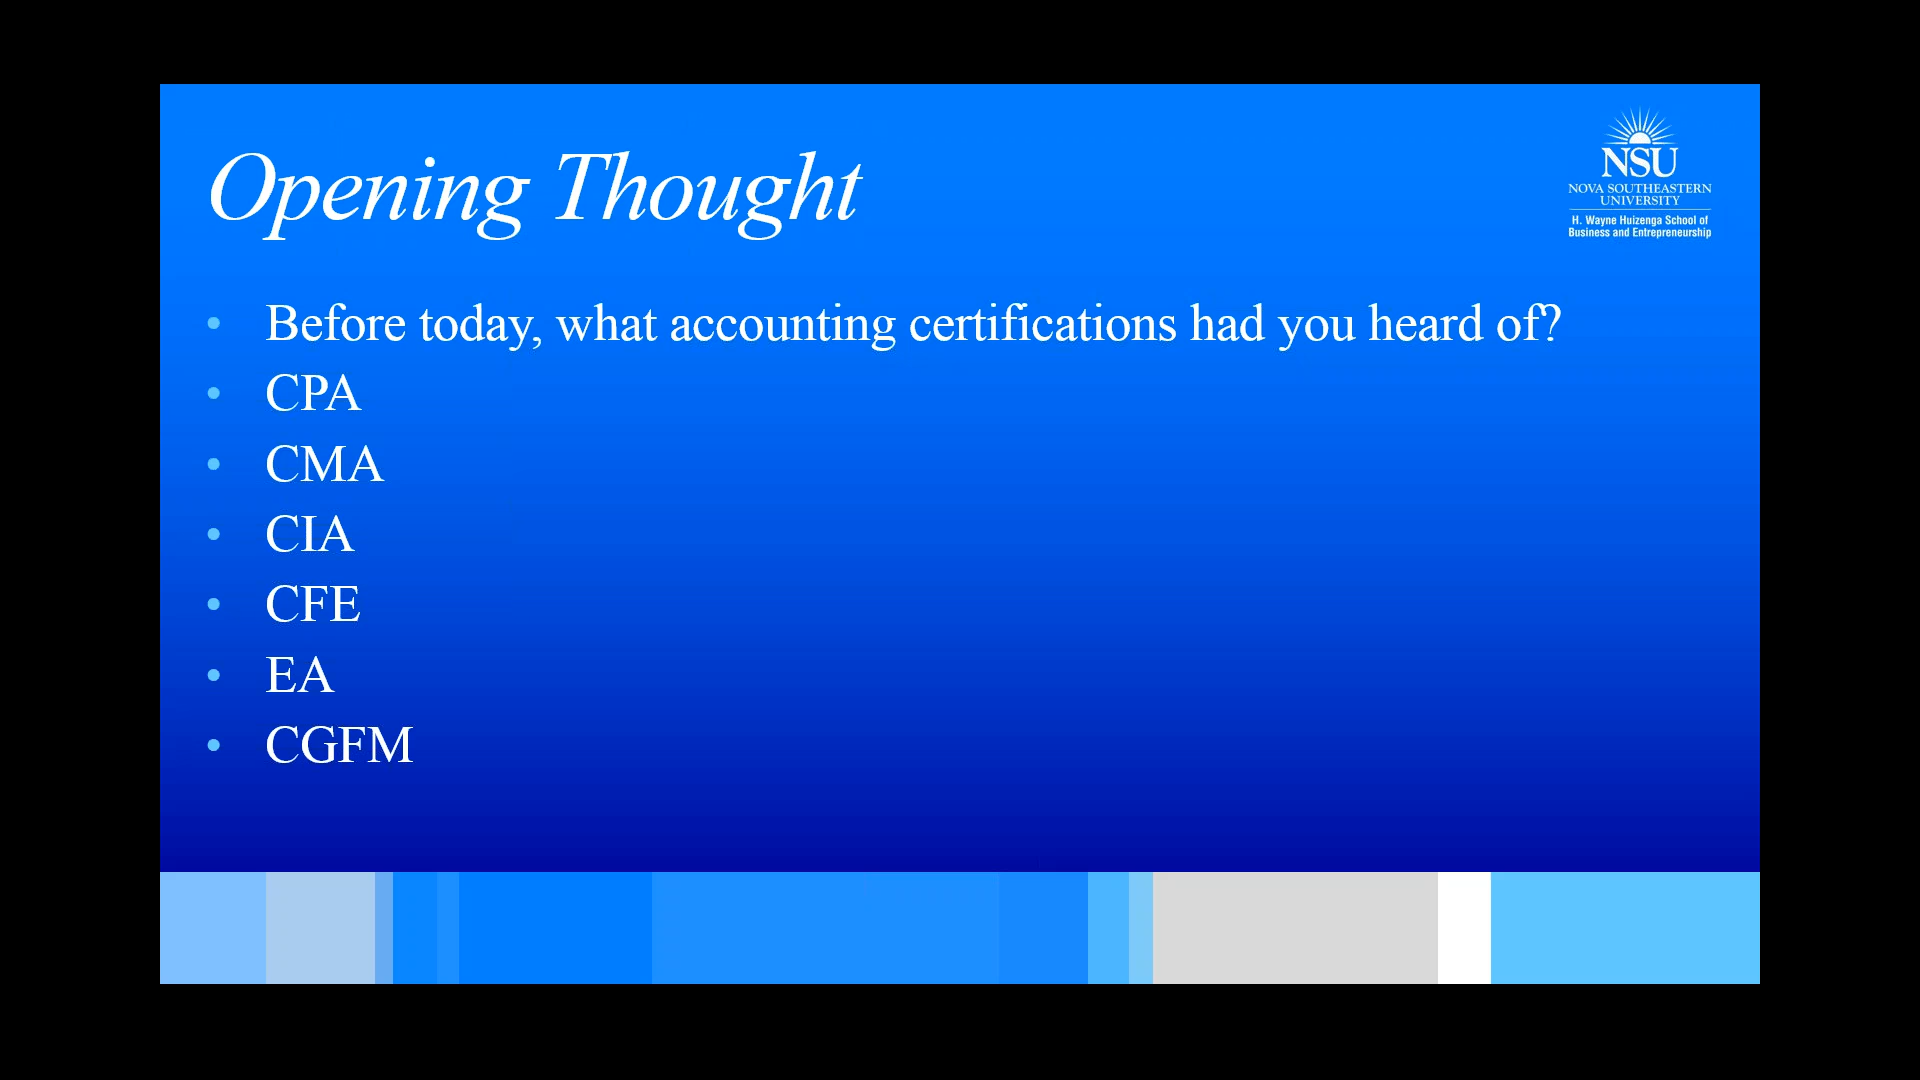 Opening Thought
NSU
NOVA SOUTHEASTERN
UNIVERSITY
H. Wayne Huizenga School of
Business and Entrepreneurship
• Before today, what accounting certifications had you heard of?
• CPA
• CMA
• CIA
• CFE
• EA
• CGFM